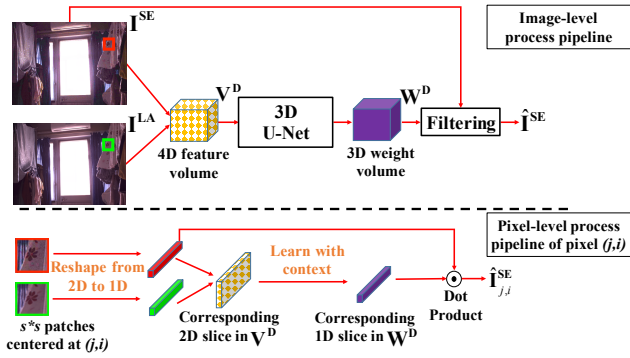 I^SE
Image-level
process pipeline
I^LA
V^D
3D
U-Net
W^D
Filtering
Î^SE
4D feature
volume
3D weight
volume
Pixel-level process
pipeline of pixel (j,i)
Reshape from
2D to 1D
Learn with
context
Î^SE_{j,i}
Dot
Product
s*s patches
centered at (j,i)
Corresponding
2D slice in V^D
Corresponding
1D slice in W^D